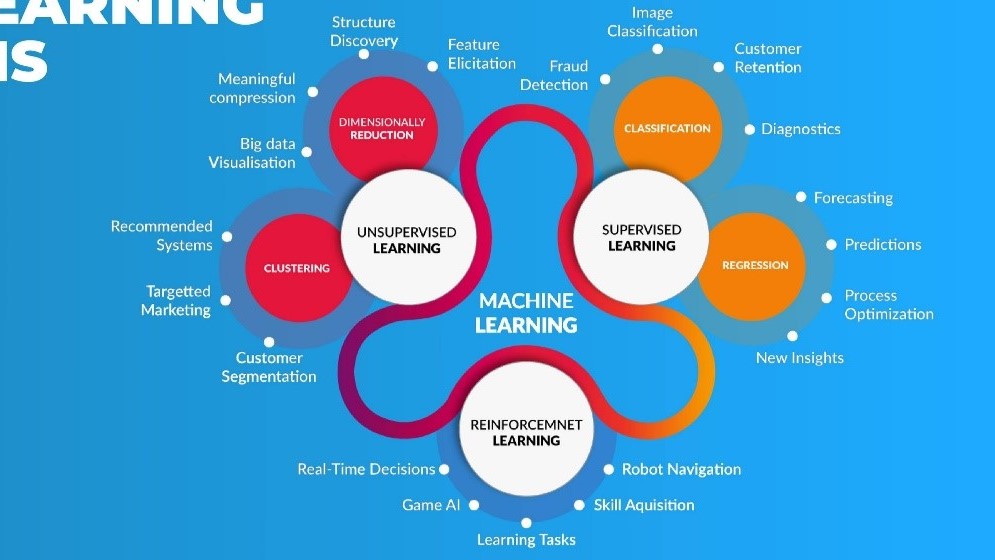 EARNING
NS
Structure
Discovery
Feature
Elicitation
Meaningful
compression
Big data
Visualisation
DIMENSIONALLY
REDUCTION
Recommended
Systems
Targetted
Marketing
Customer
Segmentation
CLUSTERING
UNSUPERVISED
LEARNING
Image
Classification
Fraud
Detection
Customer
Retention
Diagnostics
CLASSIFICATION
SUPERVISED
LEARNING
Forecasting
Predictions
Process
Optimization
New Insights
REGRESSION
MACHINE
LEARNING
REINFORCEMNET
LEARNING
Real-Time Decisions
Game AI
Learning Tasks
Skill Aquisition
Robot Navigation